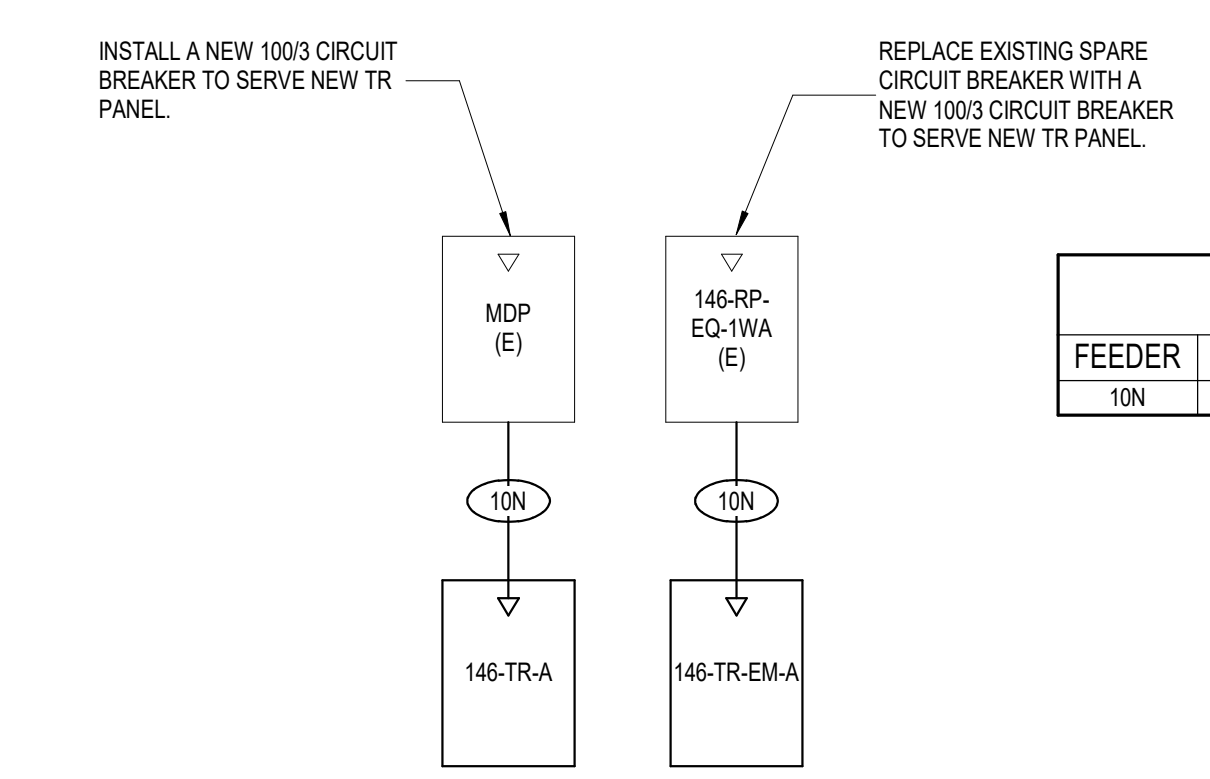 INSTALL A NEW 100/3 CIRCUIT
BREAKER TO SERVE NEW TR
PANEL.
REPLACE EXISTING SPARE
CIRCUIT BREAKER WITH A
NEW 100/3 CIRCUIT BREAKER
TO SERVE NEW TR PANEL.
MDP
(E)
146-RP-
EQ-1WA
(E)
FEEDER
10N
10N
10N
146-TR-A
146-TR-EM-A